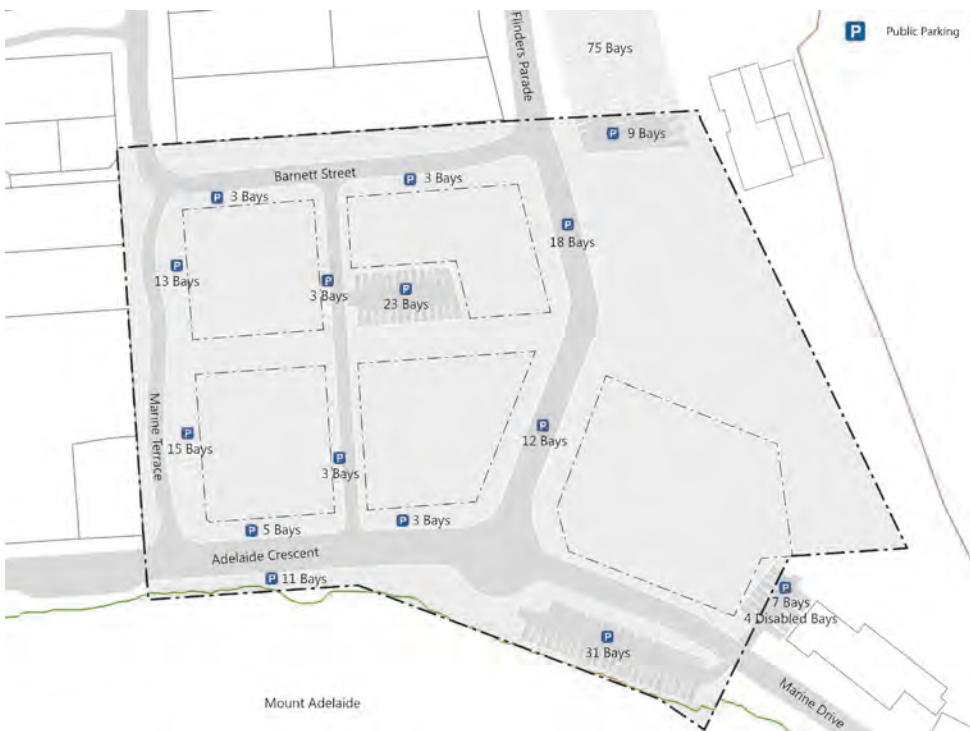 Flinders Parade
P Public Parking
75 Bays
P 9 Bays
Barnett Street
P 3 Bays
P 3 Bays
P
18 Bays
P
13 Bays
P
3 Bays
P
23 Bays
Marine Terrace
P
15 Bays
P
12 Bays
P
3 Bays
P 5 Bays
P 3 Bays
Adelaide Crescent
P 11 Bays
P
7 Bays
4 Disabled Bays
P
31 Bays
Marine Drive
Mount Adelaide